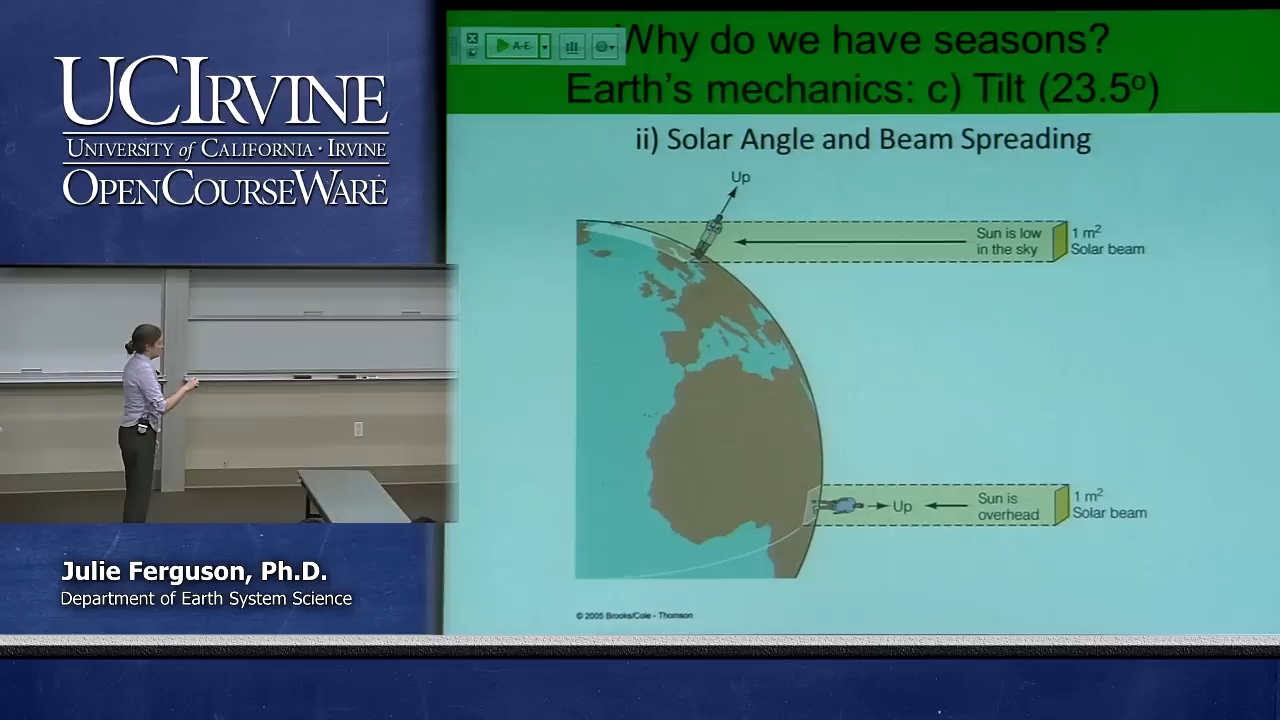 UCIRVINE
UNIVERSITY of CALIFORNIA · IRVINE
OPENCOURSEWARE
Julie Ferguson, Ph.D.
Department of Earth System Science
A-E
Why do we have seasons?
Earth's mechanics: c) Tilt (23.5º)
ii) Solar Angle and Beam Spreading
Up
Sun is low
in the sky
1 m²
Solar beam
Up
Sun is
overhead
1 m²
Solar beam
© 2005 Brooks/Cole - Thomson